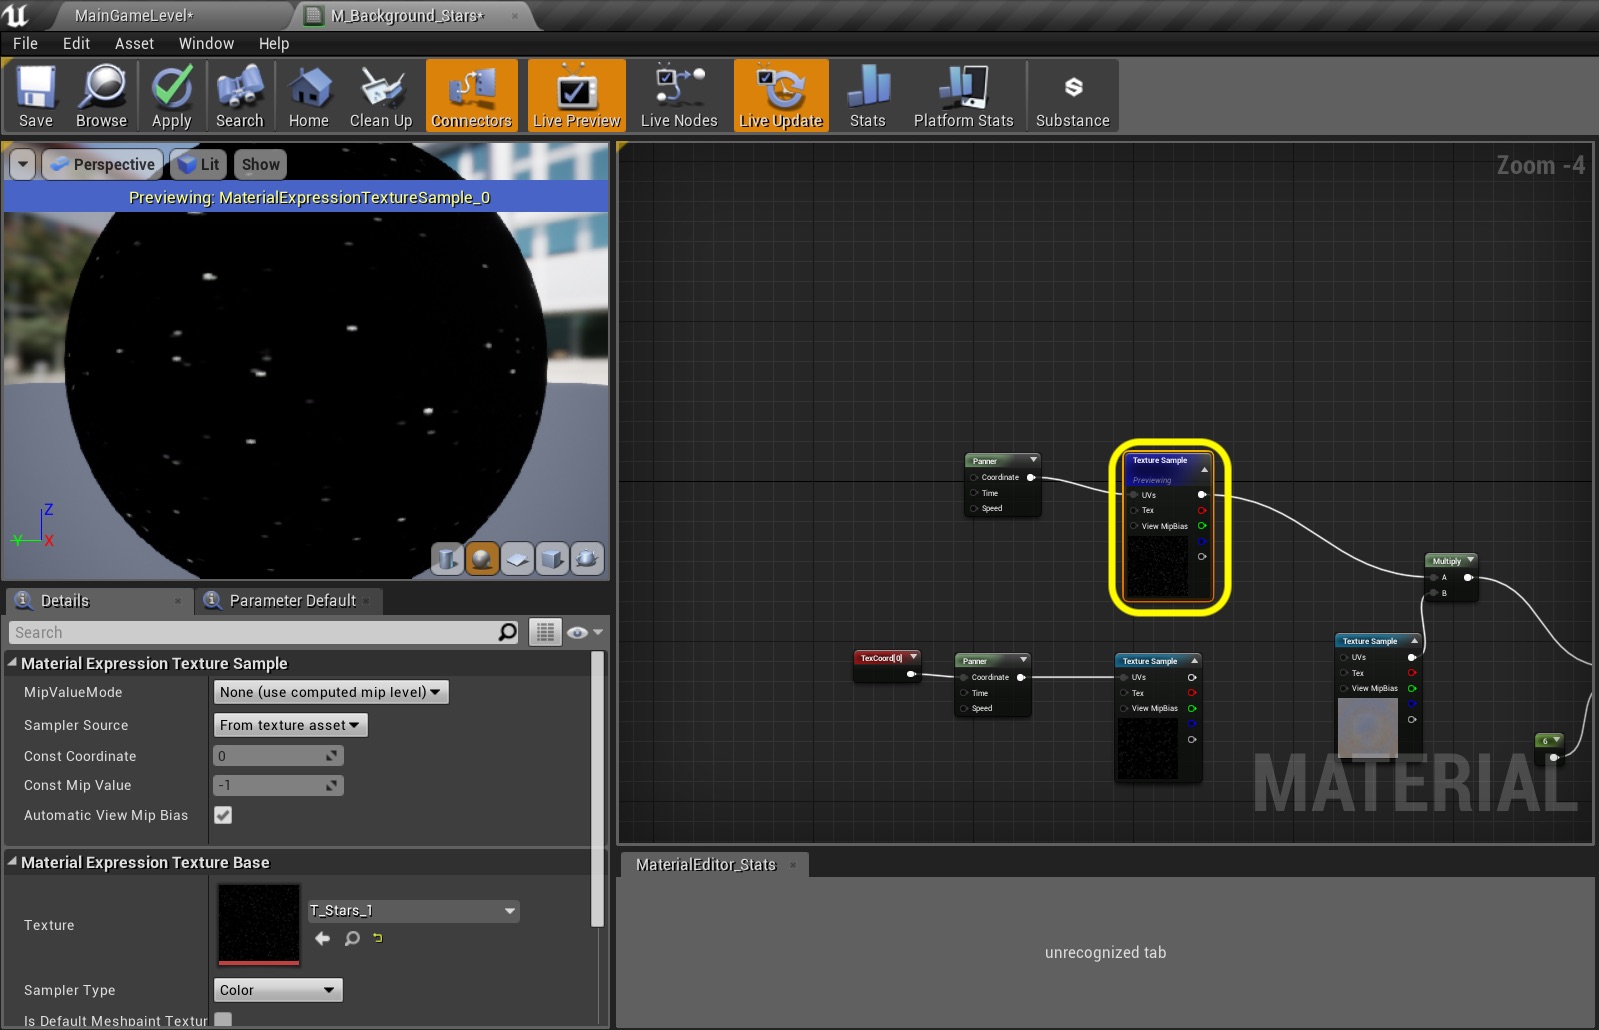 MainGameLevel*
M_Background_Stars*
File Edit Asset Window Help
Save Browse Apply Search Home Clean Up Connectors Live Preview Live Nodes Live Update Stats Platform Stats Substance
Perspective Lit Show
Previewing: MaterialExpressionTextureSample_0
Z
Y X
Zoom -4
Panner
Coordinate
Time
Speed
Texture Sample
Previewing
UVs
Tex
View MipBias
Multiply
A
B
TexCoord[0]
Panner
Coordinate
Time
Speed
Texture Sample
UVs
Tex
View MipBias
Texture Sample
UVs
Tex
View MipBias
6
MATERIAL
Details
Parameter Default
Search
Material Expression Texture Sample
MipValueMode None (use computed mip level)
Sampler Source From texture asset
Const Coordinate 0
Const Mip Value -1
Automatic View Mip Bias
Material Expression Texture Base
Texture T_Stars_1
Sampler Type Color
Is Default Meshpaint Textur
MaterialEditor_Stats
unrecognized tab